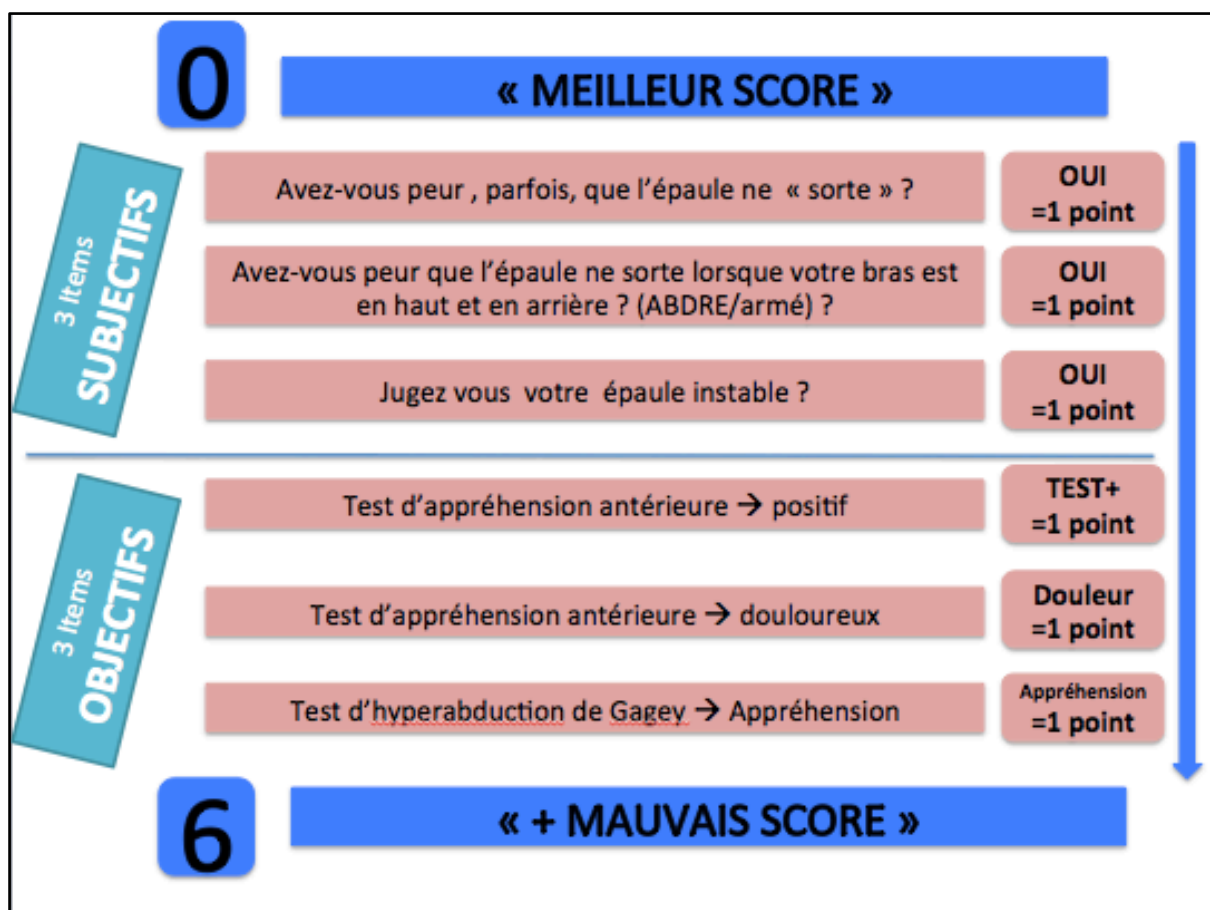 0
« MEILLEUR SCORE »
3 Items
SUBJECTIFS
Avez-vous peur , parfois, que l'épaule ne « sorte » ?
OUI
=1 point
Avez-vous peur que l'épaule ne sorte lorsque votre bras est
en haut et en arrière ? (ABDRE/armé) ?
OUI
=1 point
Jugez vous votre épaule instable ?
OUI
=1 point
3 Items
OBJECTIFS
Test d'appréhension antérieure → positif
TEST+
=1 point
Test d'appréhension antérieure → douloureux
Douleur
=1 point
Test d'hyperabduction de Gagey → Appréhension
Appréhension
=1 point
6
« + MAUVAIS SCORE »